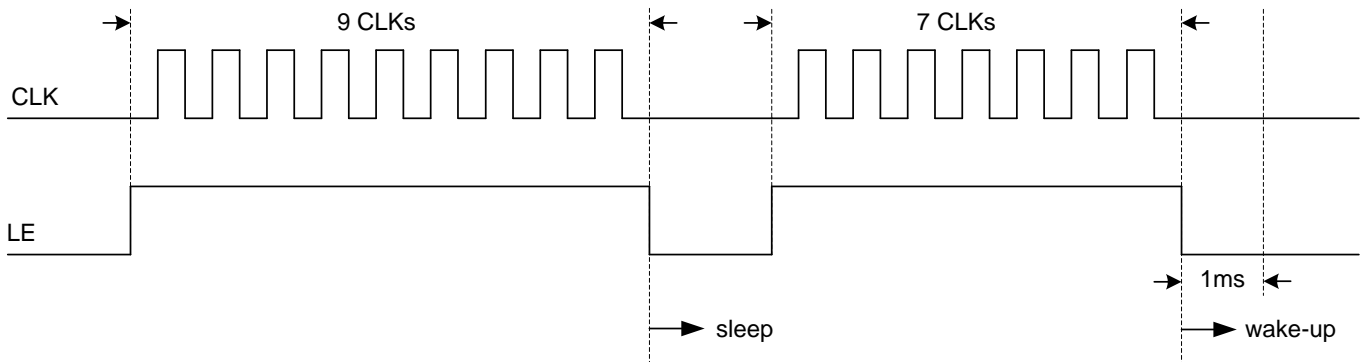 9 CLKs
7 CLKs
CLK
LE
1ms
sleep
wake-up